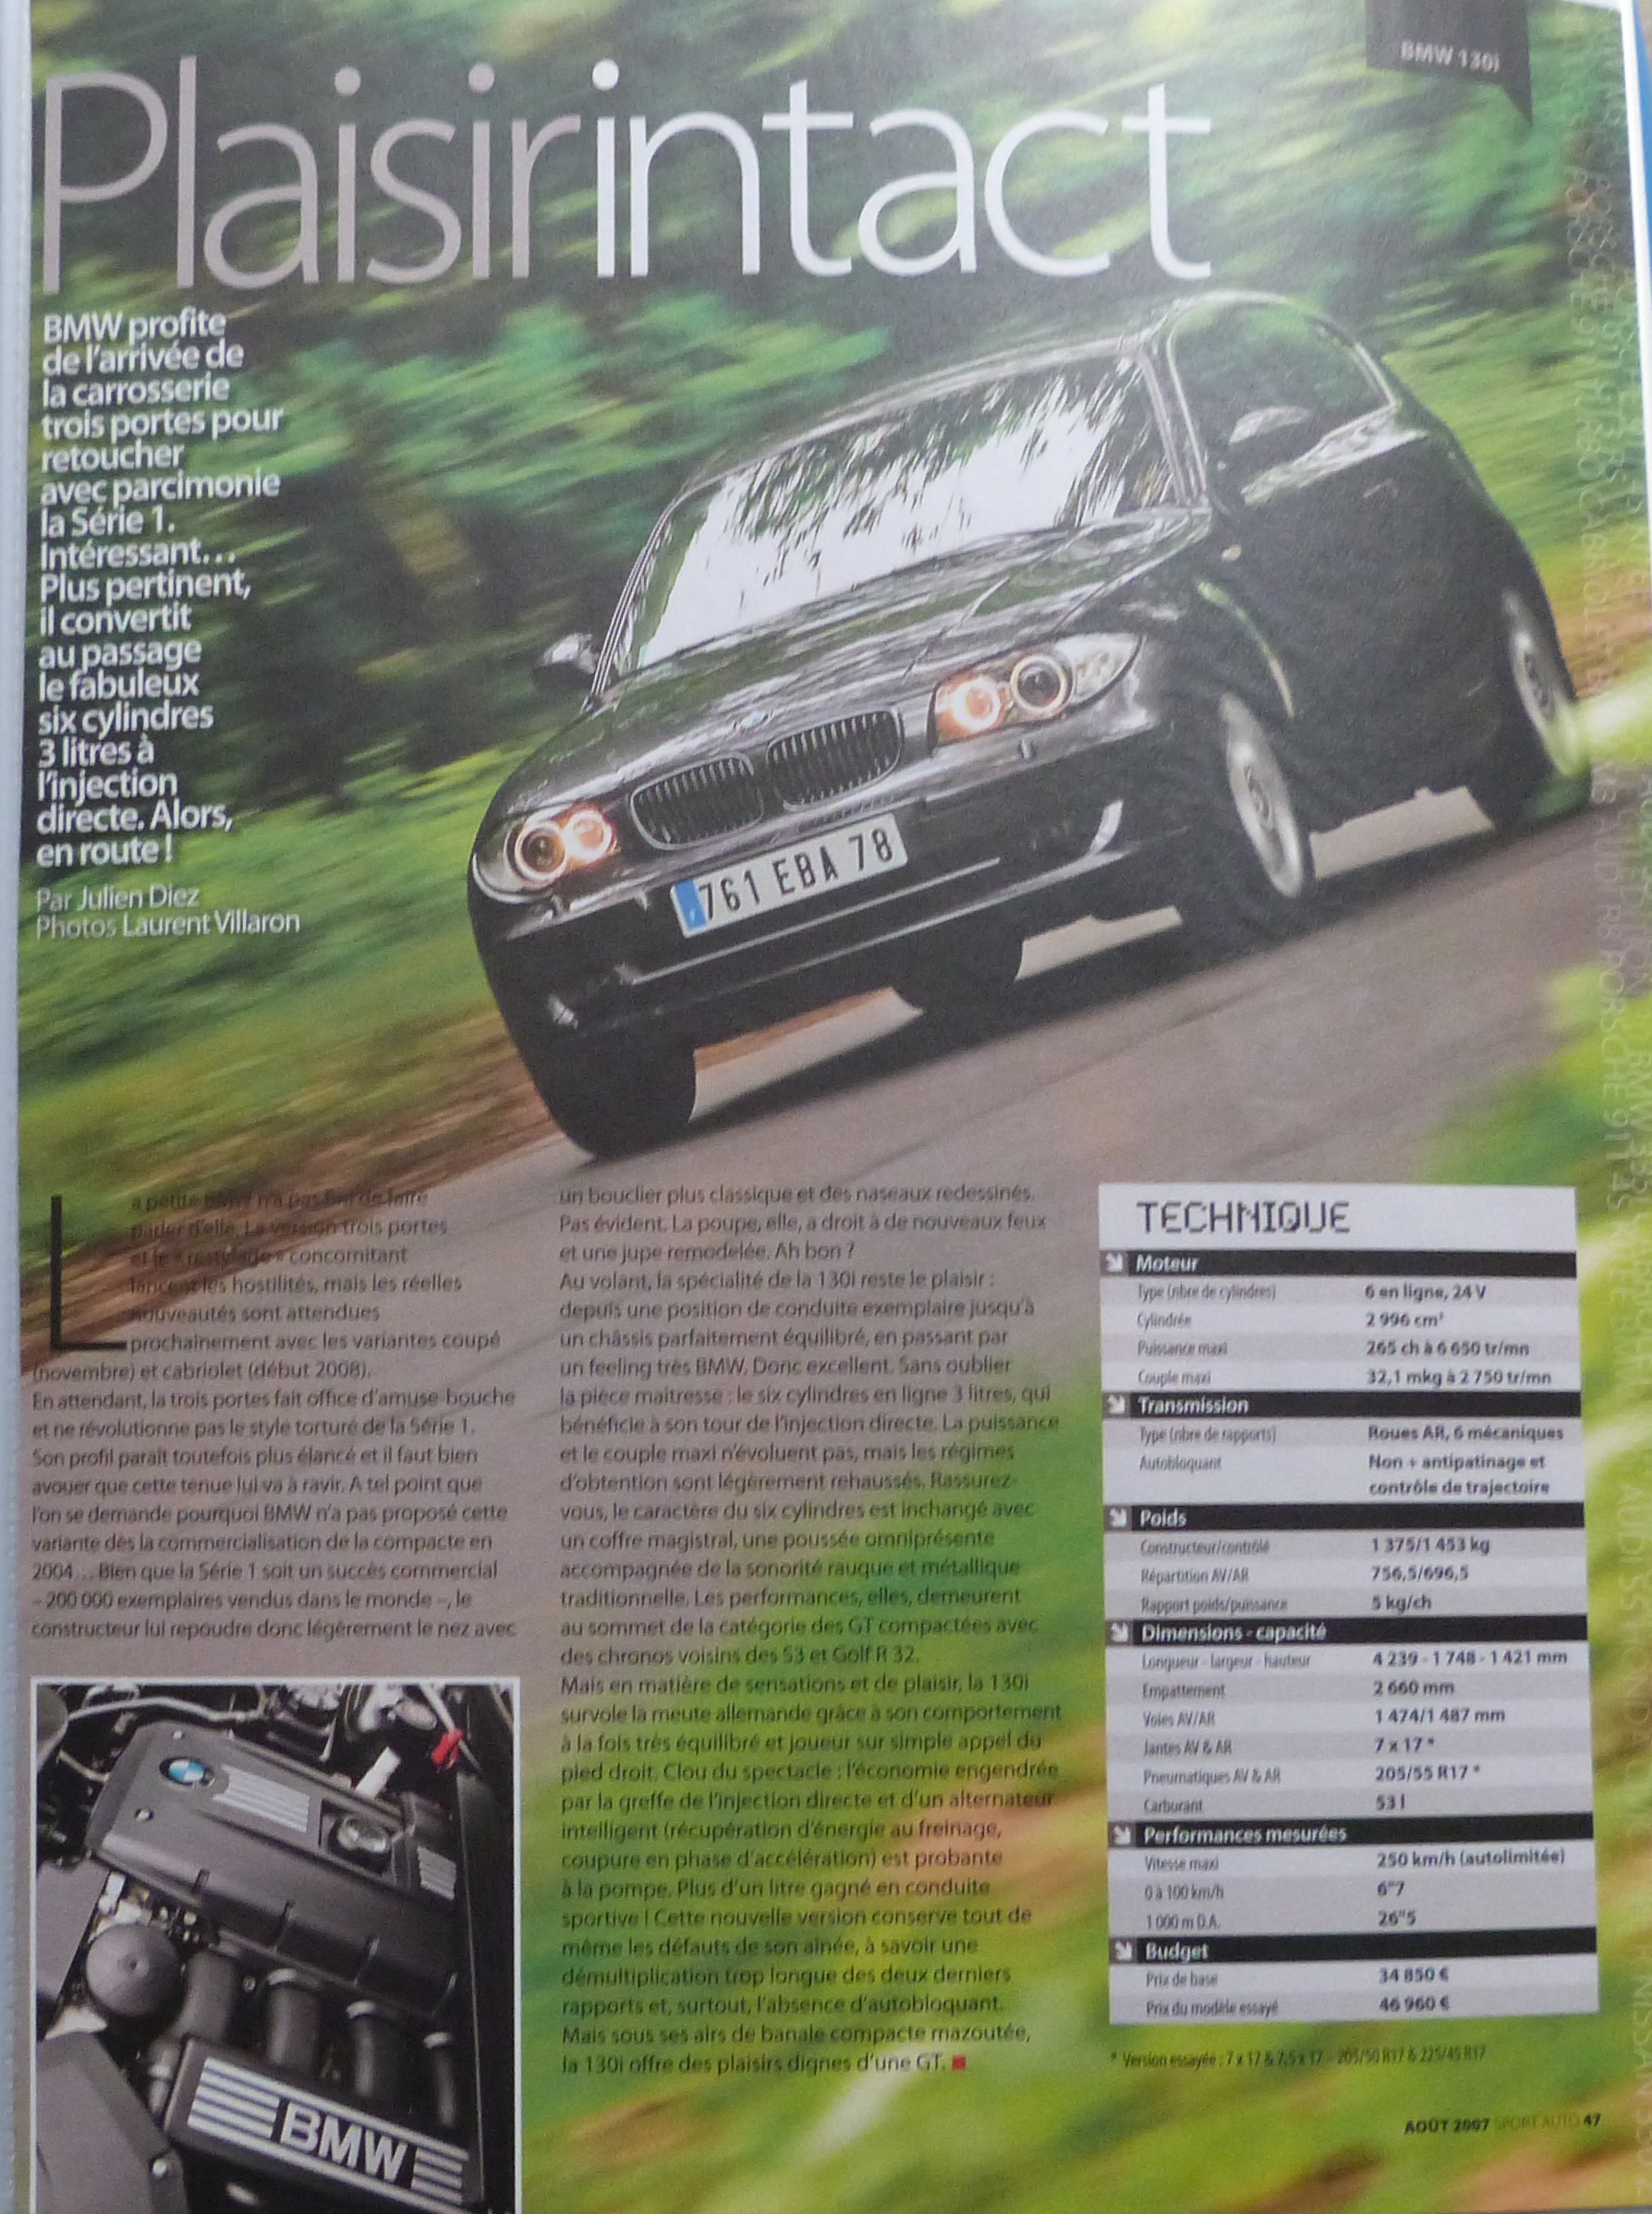 BMW 130i
Plaisirintact
BMW profite
de l'arrivée de
la carrosserie
trois portes pour
retoucher
avec parcimonie
la Série 1.
Intéressant...
Plus pertinent,
il convertit
au passage
le fabuleux
six cylindres
3 litres à
l'injection
directe. Alors,
en route !
Par Julien Diez
Photos Laurent Villaron
761 EBA 78
La petite BMW n'a pas fini de faire
parler d'elle. La version trois portes
et le « restylage » concomitant
lancent les hostilités, mais les réelles
nouveautés sont attendues
prochainement avec les variantes coupé
(novembre) et cabriolet (début 2008).
En attendant, la trois portes fait office d'amuse-bouche
et ne révolutionne pas le style torturé de la Série 1.
Son profil paraît toutefois plus élancé et il faut bien
avouer que cette tenue lui va à ravir. A tel point que
l'on se demande pourquoi BMW n'a pas proposé cette
variante dès la commercialisation de la compacte en
2004... Bien que la Série 1 soit un succès commercial
– 200 000 exemplaires vendus dans le monde –, le
constructeur lui repoudre donc légèrement le nez avec
un bouclier plus classique et des naseaux redessinés.
Pas évident. La poupe, elle, a droit à de nouveaux feux
et une jupe remodelée. Ah bon ?
Au volant, la spécialité de la 130i reste le plaisir :
depuis une position de conduite exemplaire jusqu'à
un châssis parfaitement équilibré, en passant par
un feeling très BMW. Donc excellent. Sans oublier
la pièce maîtresse : le six cylindres en ligne 3 litres, qui
bénéficie à son tour de l'injection directe. La puissance
et le couple maxi n'évoluent pas, mais les régimes
d'obtention sont légèrement rehaussés. Rassurez-
vous, le caractère du six cylindres est inchangé avec
un coffre magistral, une poussée omniprésente
accompagnée de la sonorité rauque et métallique
traditionnelle. Les performances, elles, demeurent
au sommet de la catégorie des GT compactées avec
des chronos voisins des S3 et Golf R 32.
Mais en matière de sensations et de plaisir, la 130i
survole la meute allemande grâce à son comportement
à la fois très équilibré et joueur sur simple appel du
pied droit. Clou du spectacle : l'économie engendrée
par la greffe de l'injection directe et d'un alternateur
intelligent (récupération d'énergie au freinage,
coupure en phase d'accélération) est probante
à la pompe. Plus d'un litre gagné en conduite
sportive ! Cette nouvelle version conserve tout de
même les défauts de son aînée, à savoir une
démultiplication trop longue des deux derniers
rapports et, surtout, l'absence d'autobloquant.
Mais sous ses airs de banale compacte mazoutée,
la 130i offre des plaisirs dignes d'une GT.
BMW
TECHNIQUE
Moteur
Type (nbre de cylindres) 6 en ligne, 24 V
Cylindrée 2 996 cm³
Puissance maxi 265 ch à 6 650 tr/mn
Couple maxi 32,1 mkg à 2 750 tr/mn
Transmission
Type (nbre de rapports) Roues AR, 6 mécaniques
Autobloquant Non + antipatinage et
contrôle de trajectoire
Poids
Constructeur/contrôlé 1 375/1 453 kg
Répartition AV/AR 756,5/696,5
Rapport poids/puissance 5 kg/ch
Dimensions - capacité
Longueur - largeur - hauteur 4 239 - 1 748 - 1 421 mm
Empattement 2 660 mm
Voies AV/AR 1 474/1 487 mm
Jantes AV & AR 7 x 17 *
Pneumatiques AV & AR 205/55 R17 *
Carburant 53 l
Performances mesurées
Vitesse maxi 250 km/h (autolimitée)
0 à 100 km/h 6"7
1 000 m D.A. 26"5
Budget
Prix de base 34 850 €
Prix du modèle essayé 46 960 €
* Version essayée : 7 x 17 & 7,5 x 17 - 205/50 R17 & 225/45 R17
AOÛT 2007 SPORT AUTO 47